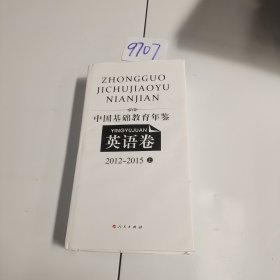 9707
ZHONGGUO
JICHUJIAOYU
NIANJIAN
中国基础教育年鉴
YINGYUJUAN
英语卷
2012-2015 上
人民出版社